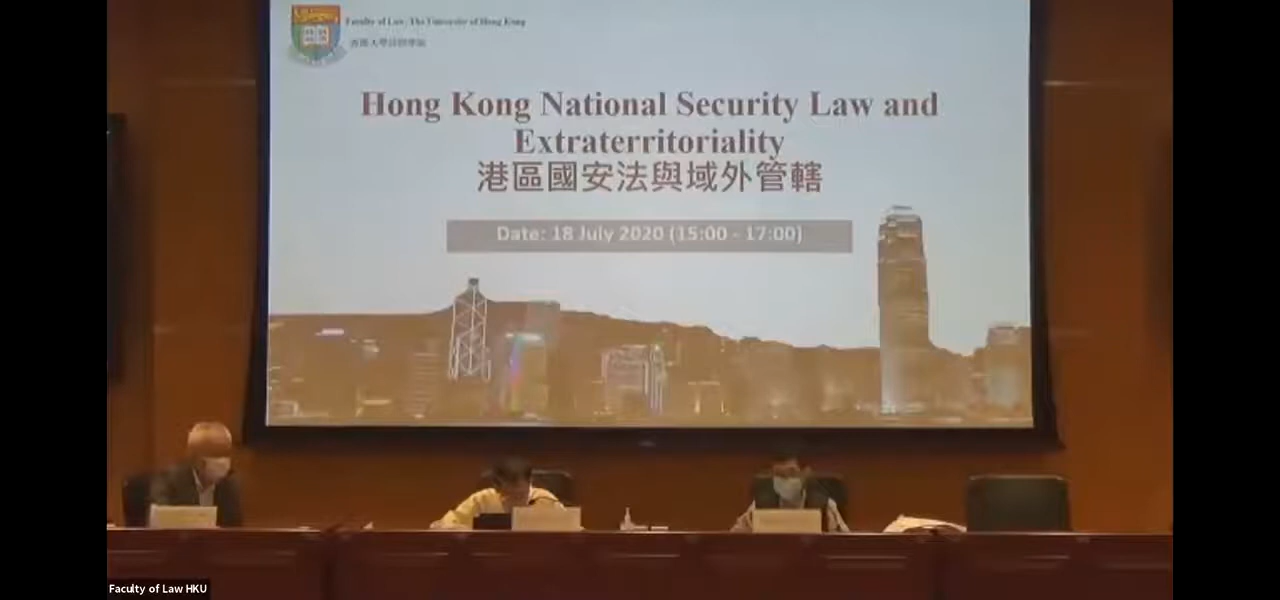 Faculty of Law, The University of Hong Kong
香港大學法律學院
Hong Kong National Security Law and
Extraterritoriality
港區國安法與域外管轄
Date: 18 July 2020 (15:00 - 17:00)
Faculty of Law HKU